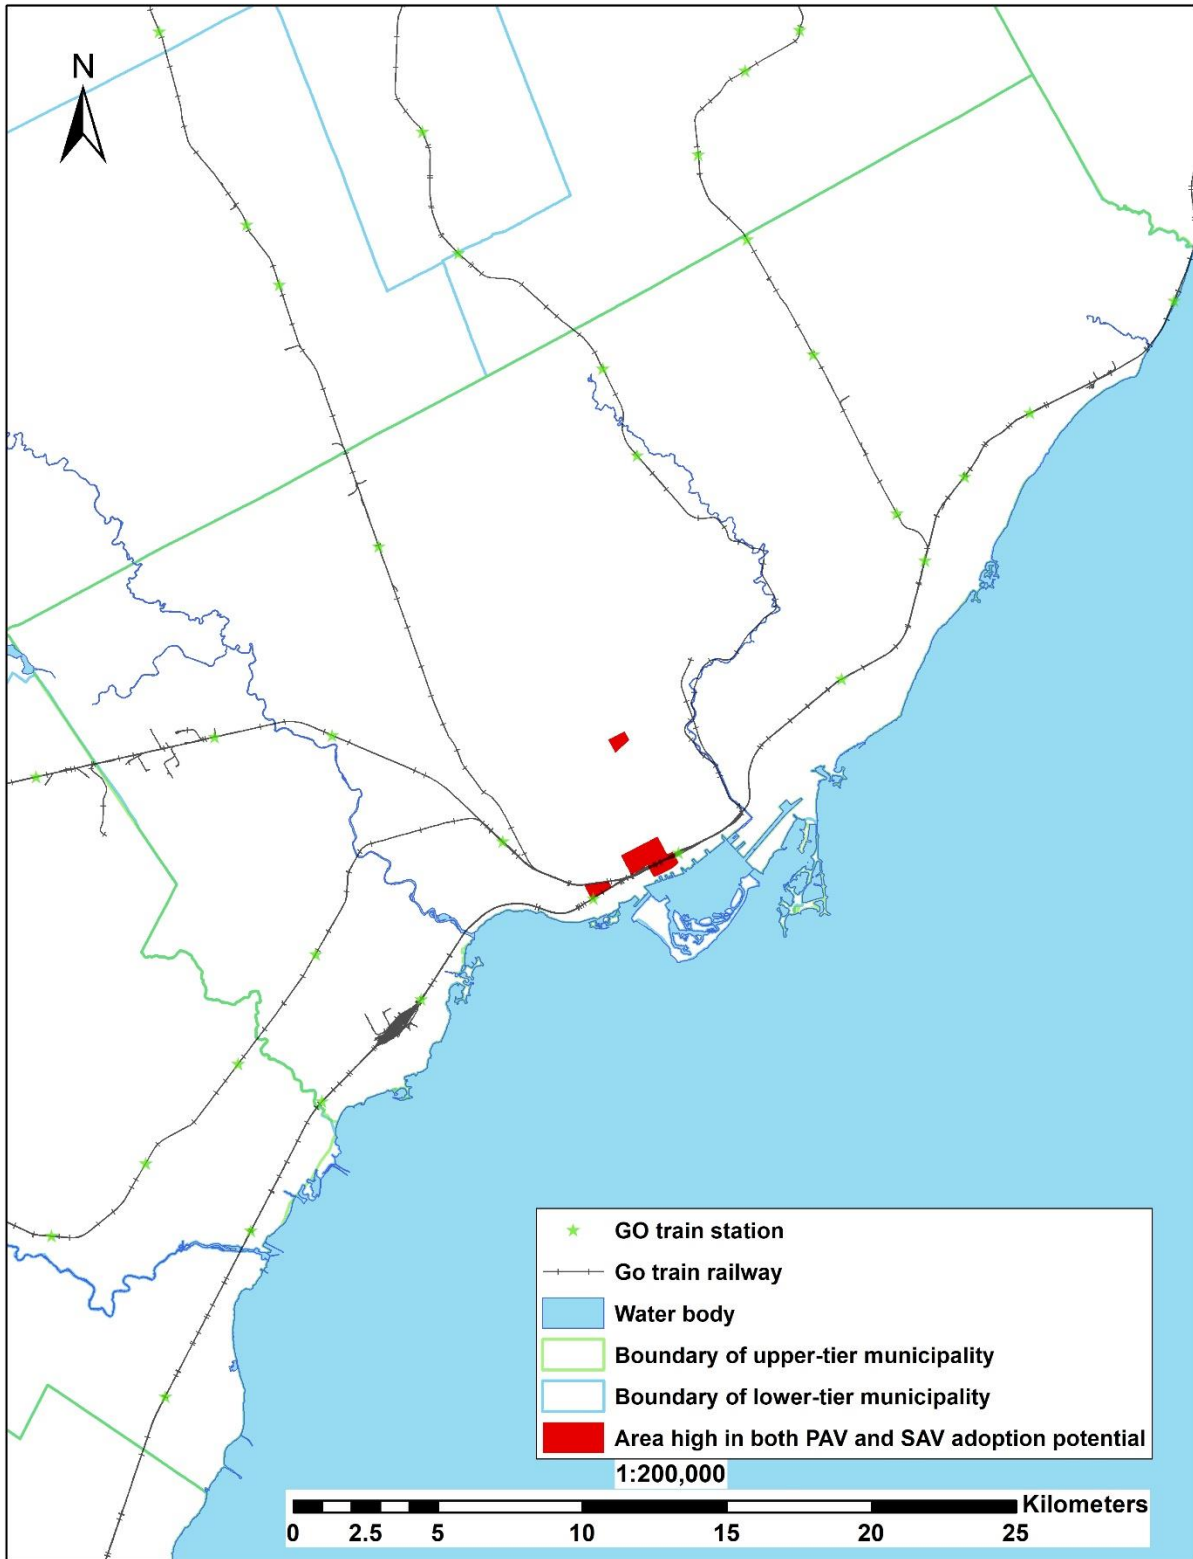 N
GO train station
Go train railway
Water body
Boundary of upper-tier municipality
Boundary of lower-tier municipality
Area high in both PAV and SAV adoption potential
1:200,000
Kilometers
0 2.5 5 10 15 20 25